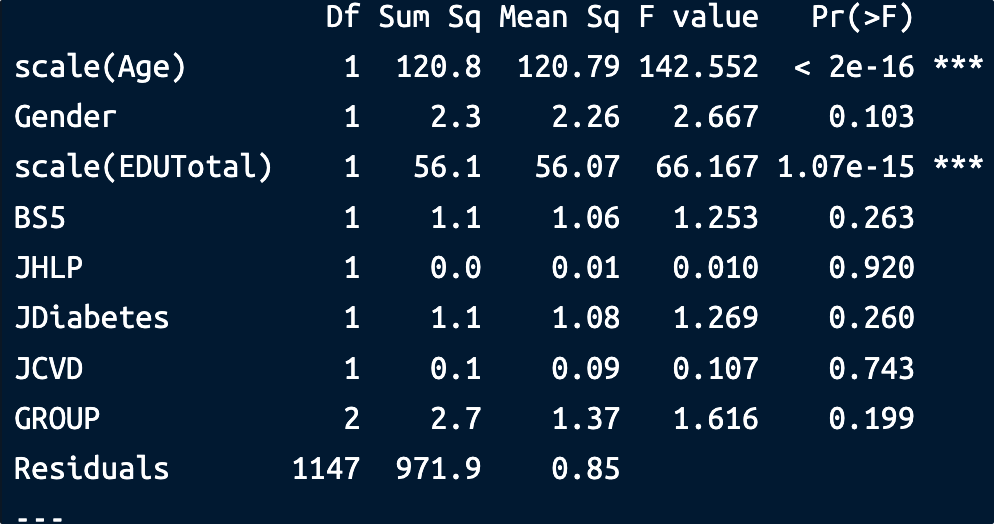 Df Sum Sq Mean Sq F value Pr(>F)
scale(Age) 1 120.8 120.79 142.552 < 2e-16 ***
Gender 1 2.3 2.26 2.667 0.103
scale(EDUTotal) 1 56.1 56.07 66.167 1.07e-15 ***
BS5 1 1.1 1.06 1.253 0.263
JHLP 1 0.0 0.01 0.010 0.920
JDiabetes 1 1.1 1.08 1.269 0.260
JCVD 1 0.1 0.09 0.107 0.743
GROUP 2 2.7 1.37 1.616 0.199
Residuals 1147 971.9 0.85
---